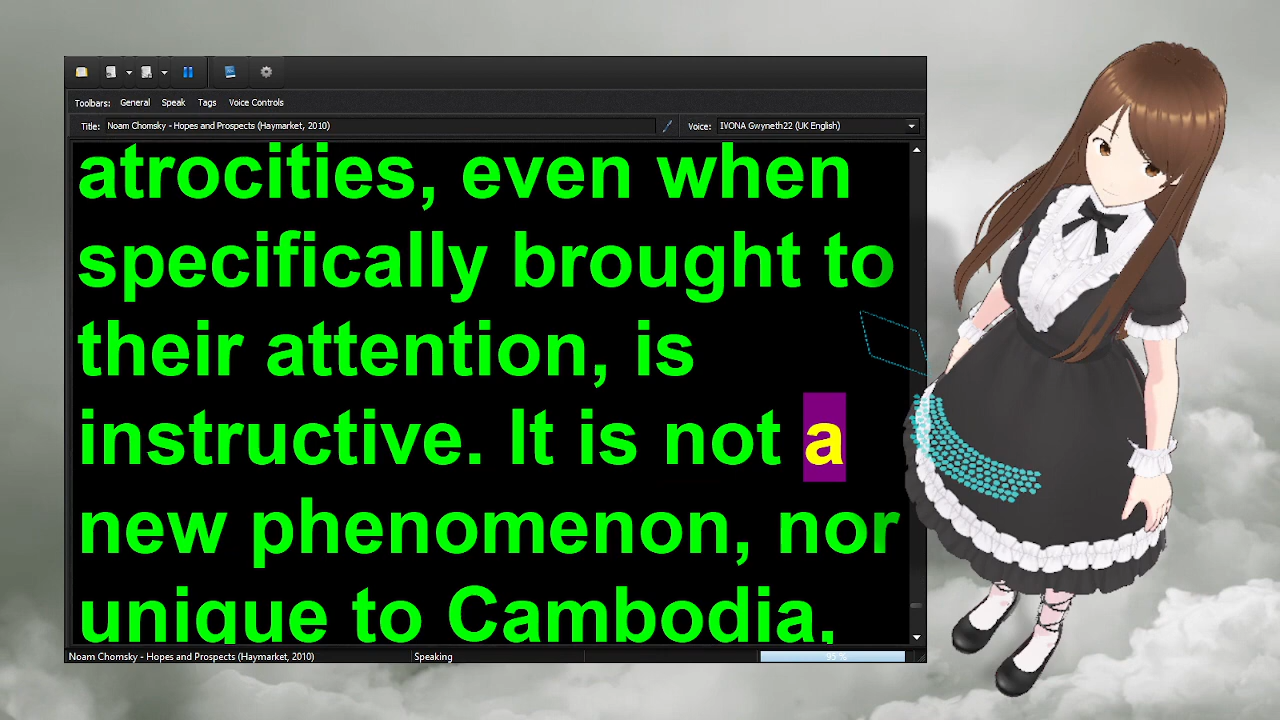 Toolbars: General Speak Tags Voice Controls
Title: Noam Chomsky - Hopes and Prospects (Haymarket, 2010) Voice: IVONA Gwyneth22 (UK English)
atrocities, even when
specifically brought to
their attention, is
instructive. It is not a
new phenomenon, nor
unique to Cambodia,
Noam Chomsky - Hopes and Prospects (Haymarket, 2010) Speaking 95 %